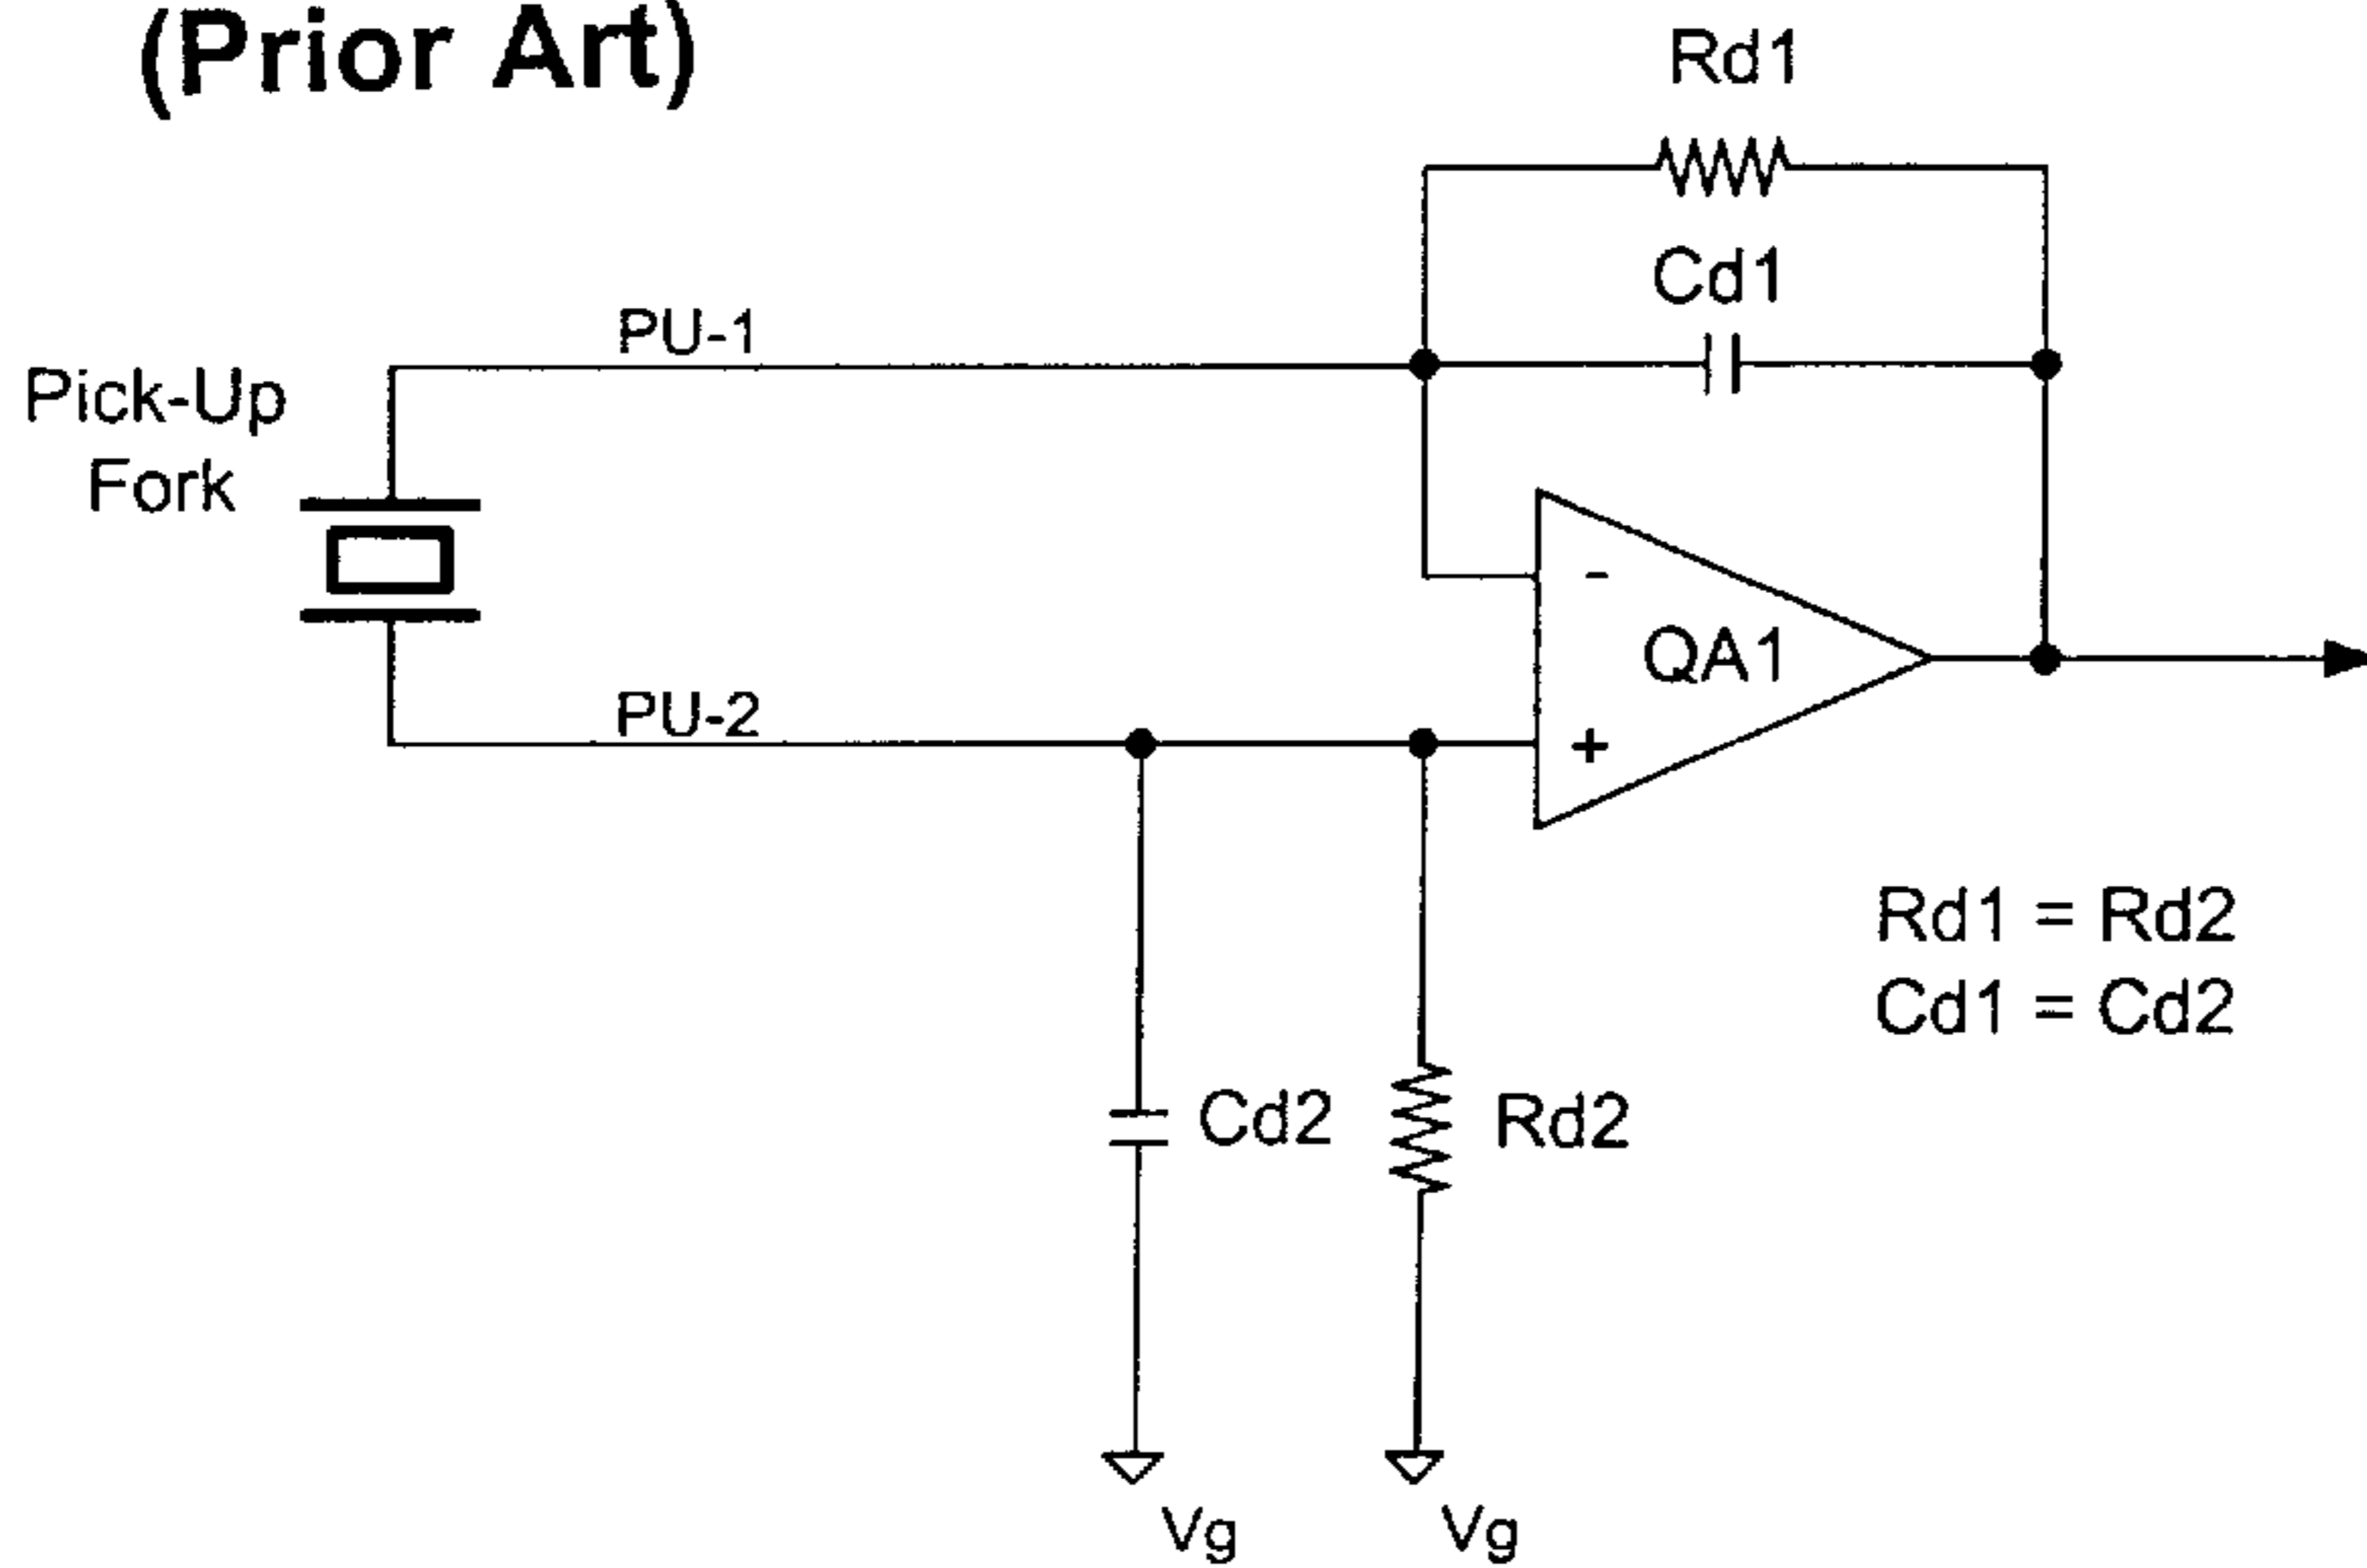 (Prior Art)
Rd1
Cd1
PU-1
Pick-Up
Fork
-
QA1
PU-2
+
Rd1 = Rd2
Cd1 = Cd2
Cd2
Rd2
Vg
Vg